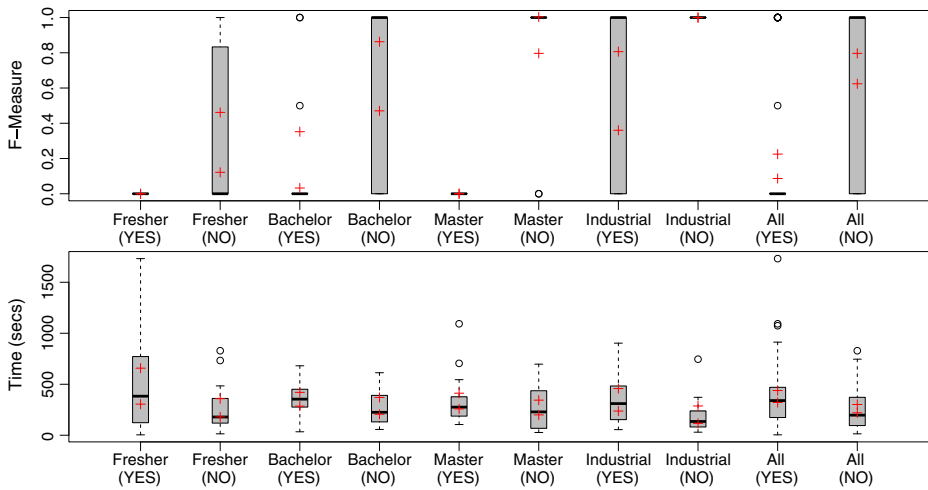 F−Measure
1.0
0.8
0.6
0.4
0.2
0.0
Fresher Fresher Bachelor Bachelor Master Master Industrial Industrial All All
(YES) (NO) (YES) (NO) (YES) (NO) (YES) (NO) (YES) (NO)
Time (secs)
1500
1000
500
0
Fresher Fresher Bachelor Bachelor Master Master Industrial Industrial All All
(YES) (NO) (YES) (NO) (YES) (NO) (YES) (NO) (YES) (NO)